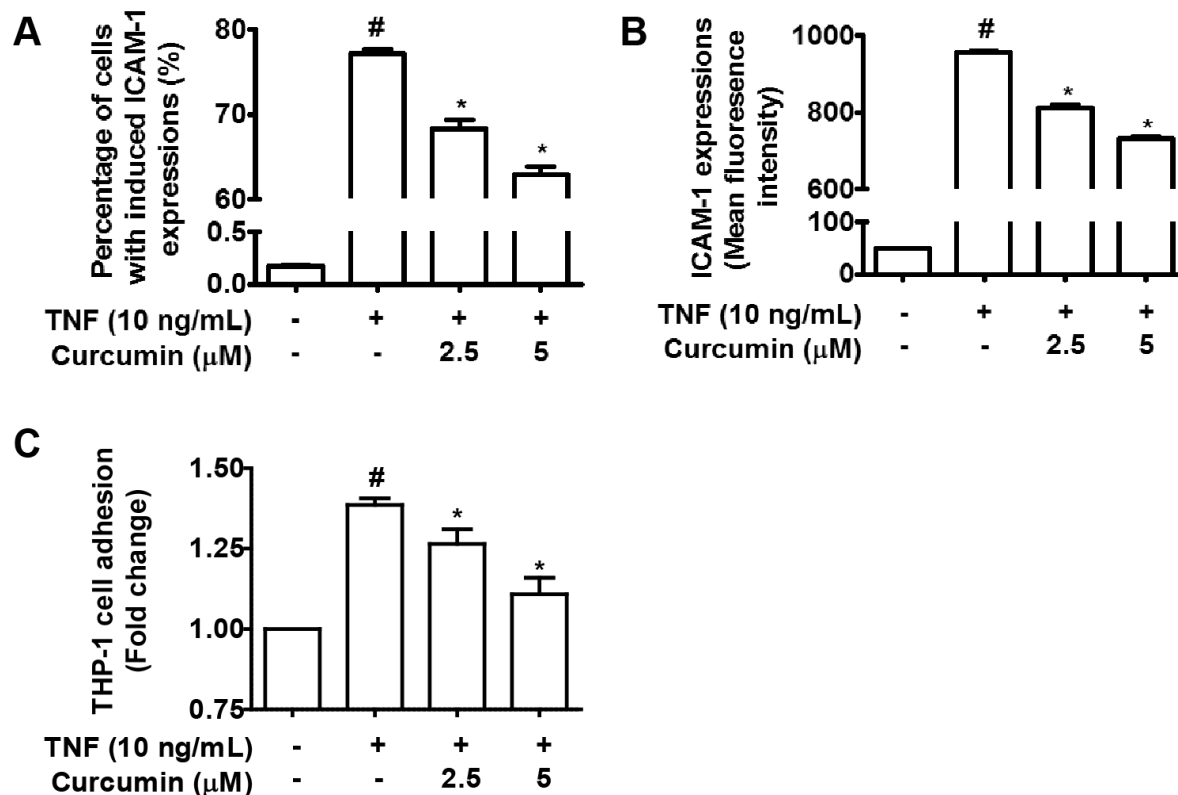 A
Percentage of cells
with induced ICAM-1
expressions (%)
80
70
60
0.5
0.0
#
*
*
TNF (10 ng/mL) - + + +
Curcumin (μM) - - 2.5 5
B
ICAM-1 expressions
(Mean fluoresence
intensity)
1000
800
600
100
0
#
*
*
TNF (10 ng/mL) - + + +
Curcumin (μM) - - 2.5 5
C
THP-1 cell adhesion
(Fold change)
1.50
1.25
1.00
0.75
#
*
*
TNF (10 ng/mL) - + + +
Curcumin (μM) - - 2.5 5